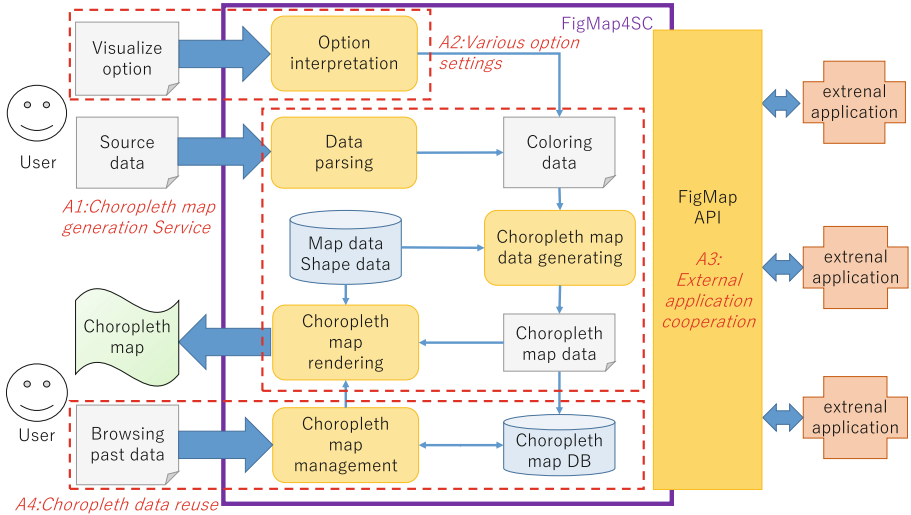 FigMap4SC
Visualize
option
Option
interpretation
A2:Various option
settings
User
Source
data
Data
parsing
Coloring
data
A1:Choropleth map
generation Service
Map data
Shape data
Choropleth map
data generating
Choropleth
map
Choropleth
map
rendering
Choropleth
map data
User
Browsing
past data
Choropleth
map
management
Choropleth
map DB
A4:Choropleth data reuse
FigMap
API
A3:
External
application
cooperation
extrenal
application
extrenal
application
extrenal
application